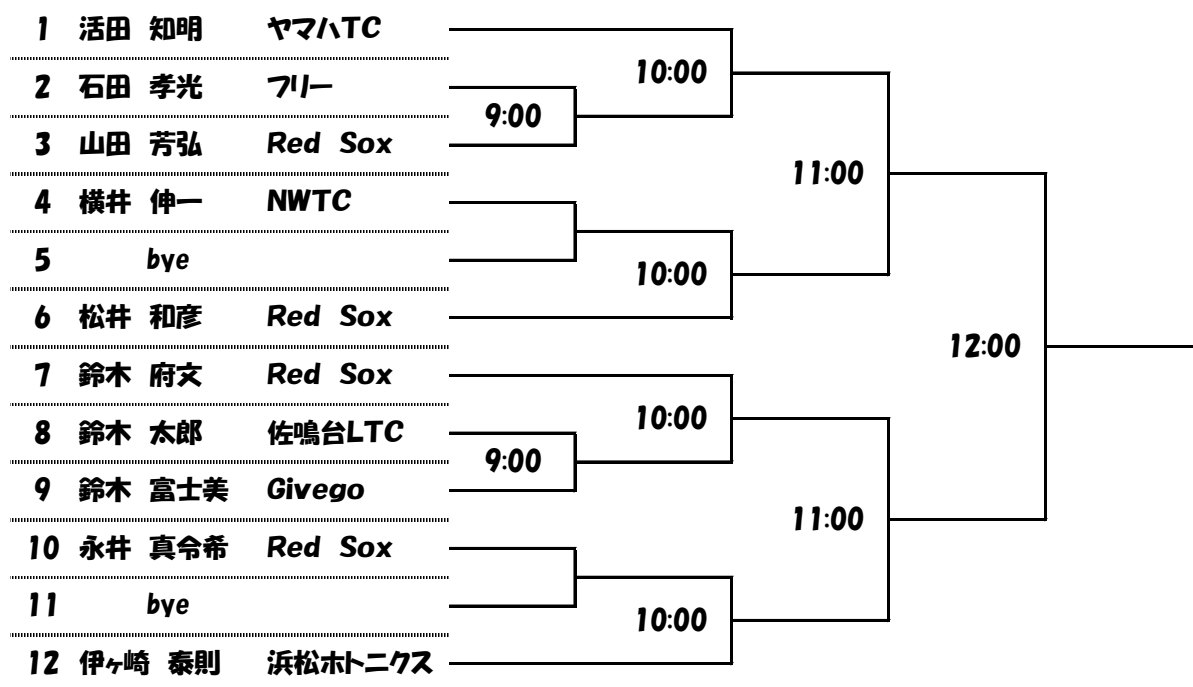 1 活田 知明 ヤマハTC
10:00
2 石田 孝光 フリー
9:00
3 山田 芳弘 Red Sox
11:00
4 横井 伸一 NWTC
5 bye
10:00
6 松井 和彦 Red Sox
12:00
7 鈴木 府文 Red Sox
10:00
8 鈴木 太郎 佐鳴台LTC
9:00
9 鈴木 富士美 Givego
11:00
10 永井 真令希 Red Sox
11 bye
10:00
12 伊ヶ崎 泰則 浜松ホトニクス